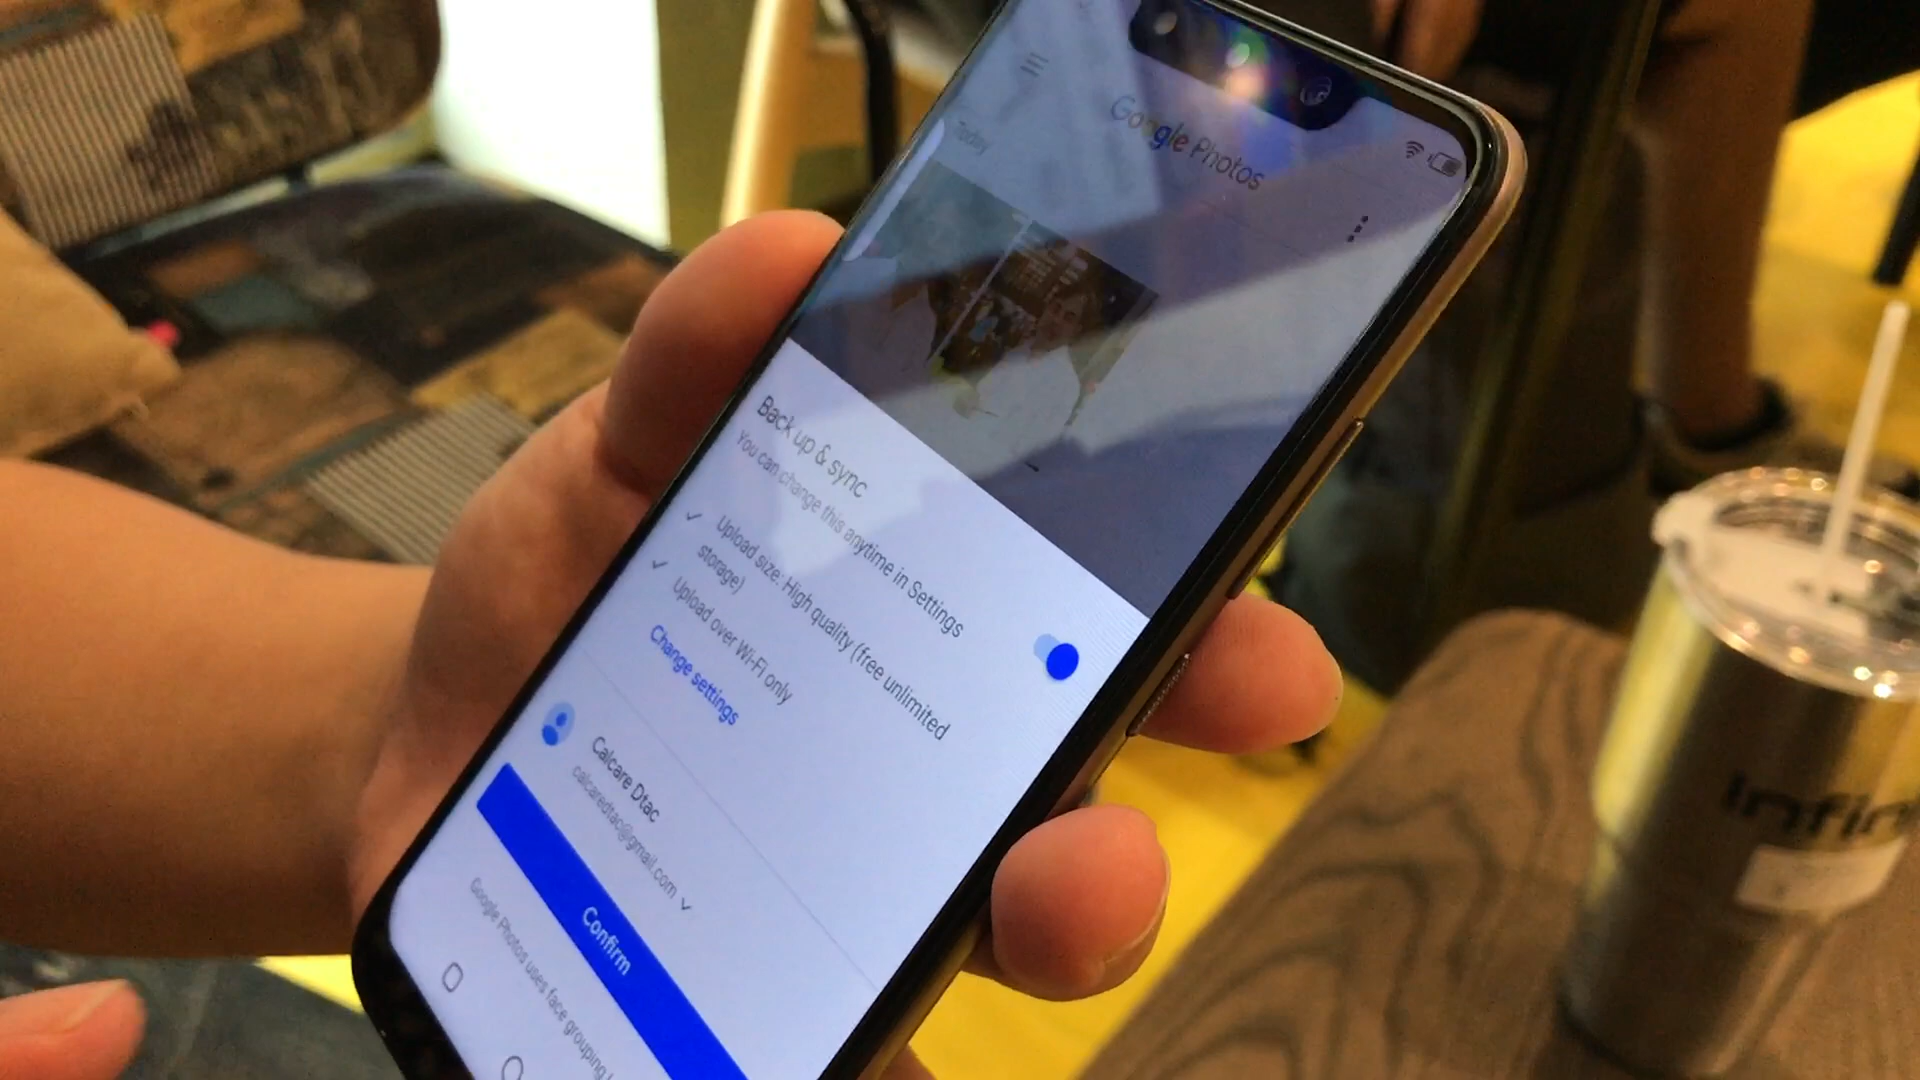 Google Photos
Today
Back up & sync
You can change this anytime in Settings
Upload size: High quality (free unlimited
storage)
Upload over Wi-Fi only
Change settings
Calcare Dtac
calcaredtac@gmail.com
Confirm
Google Photos uses face grouping
Infin